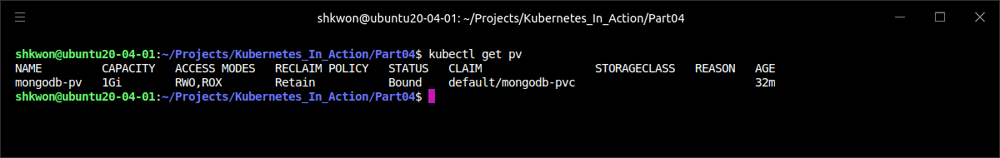 shkwon@ubuntu20-04-01: ~/Projects/Kubernetes_In_Action/Part04
shkwon@ubuntu20-04-01:~/Projects/Kubernetes_In_Action/Part04$ kubectl get pv
NAME         CAPACITY   ACCESS MODES   RECLAIM POLICY   STATUS   CLAIM                 STORAGECLASS   REASON   AGE
mongodb-pv   1Gi        RWO,ROX        Retain           Bound    default/mongodb-pvc                           32m
shkwon@ubuntu20-04-01:~/Projects/Kubernetes_In_Action/Part04$